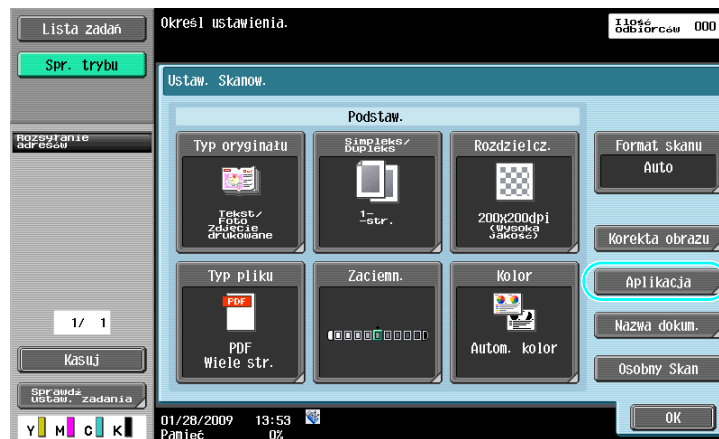 Lista zadań
Określ ustawienia.
Ilość
odbiorców 000
Spr. trybu
Ustaw. Skanow.
Podstaw.
Rozsyłanie
adresów
Typ oryginału
Tekst/
Foto
Zdjęcie
drukowane
Simpleks/
Dupleks
1-
-str.
Rozdzielcz.
200x200dpi
(Wysoka
jakość)
Format skanu
Auto
Korekta obrazu
Typ pliku
PDF
PDF
Wiele str.
Zaciemn.
Kolor
Autom. kolor
Aplikacja
Nazwa dokum.
Osobny Skan
1/ 1
Kasuj
Sprawdź
ustaw. zadania
OK
Y M C K
01/28/2009 13:53
Pamięć 0%